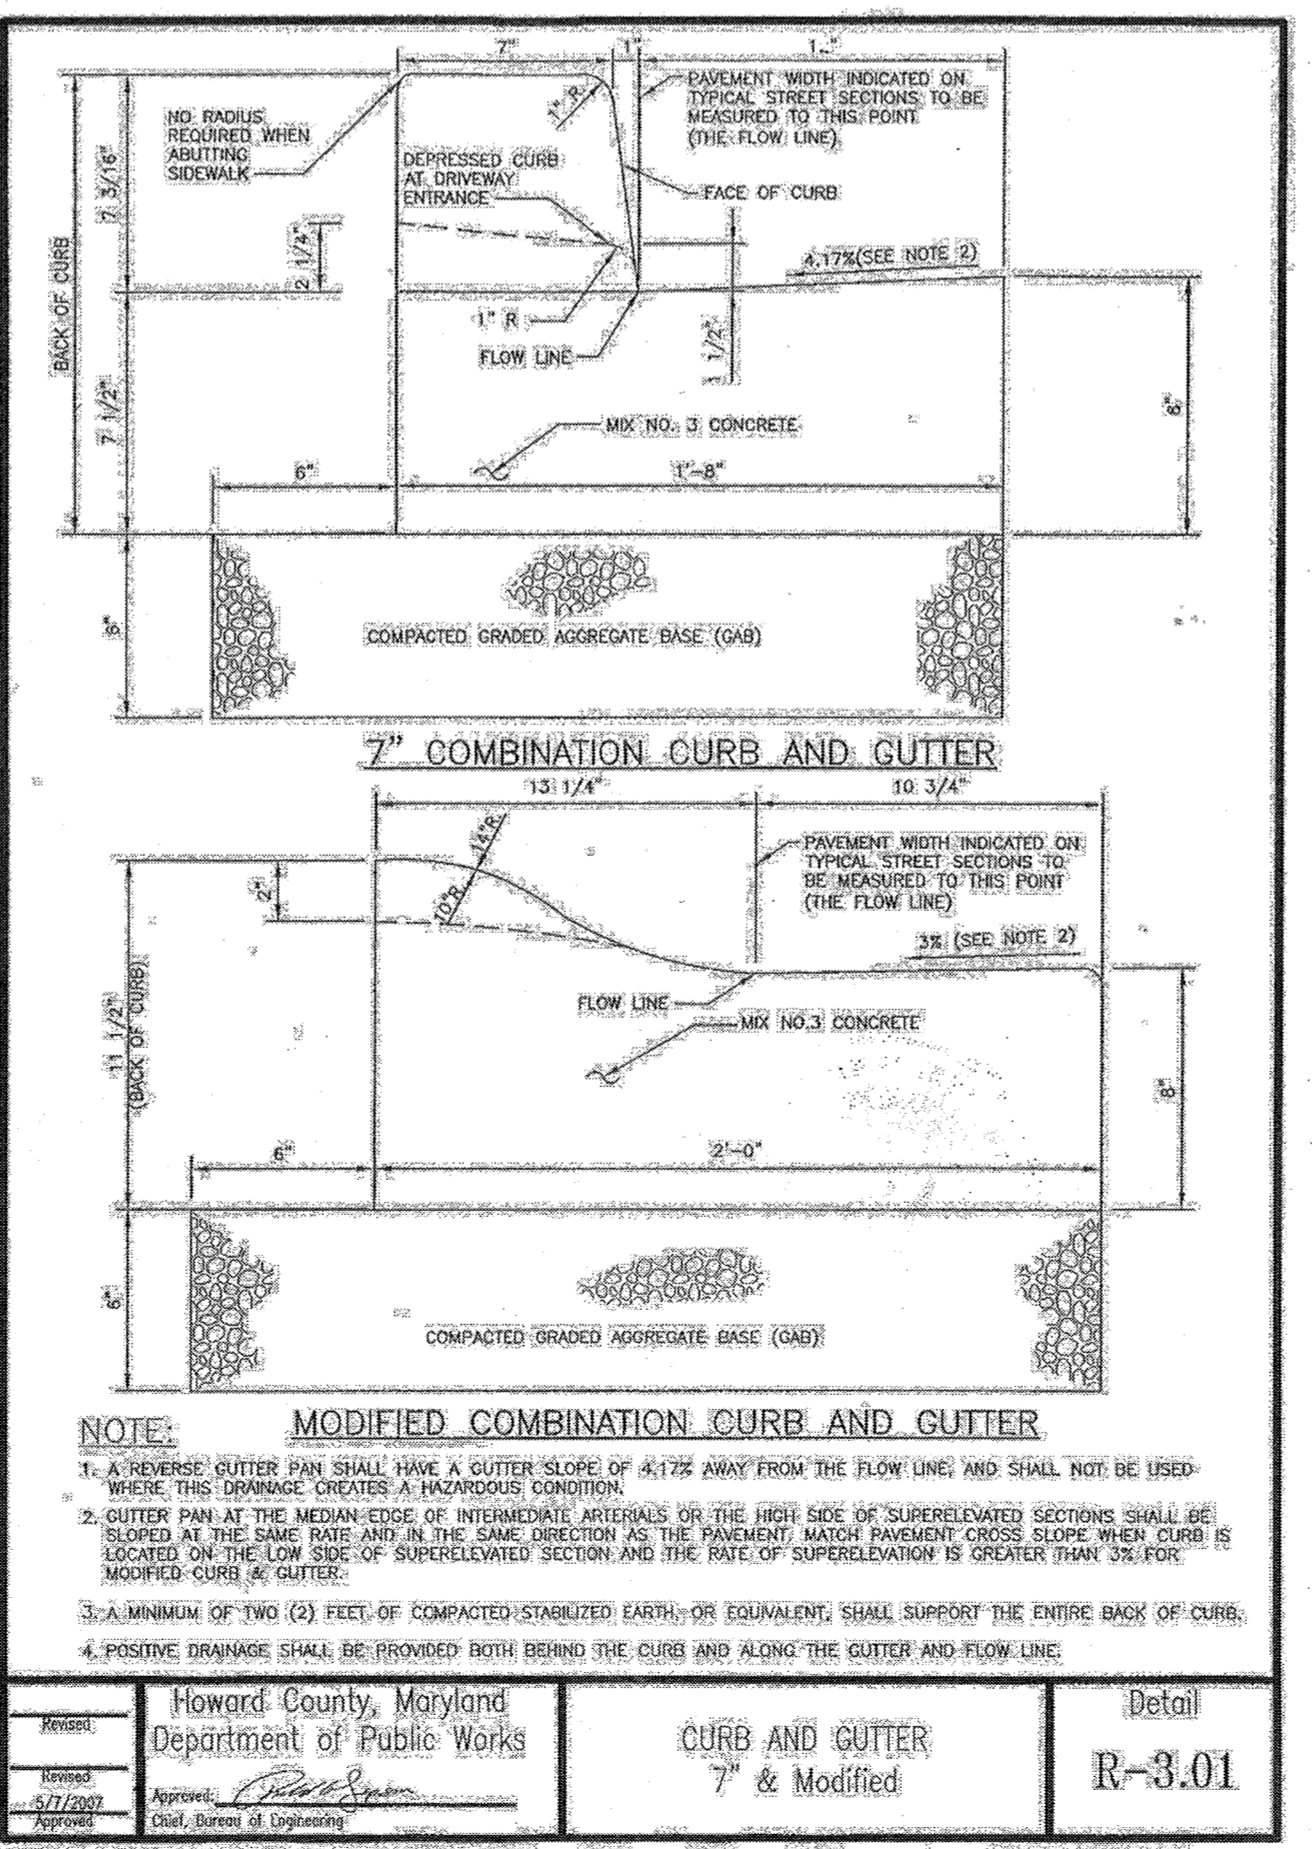 7" 1"
NO RADIUS
REQUIRED WHEN
ABUTTING
SIDEWALK
1" R
PAVEMENT WIDTH INDICATED ON
TYPICAL STREET SECTIONS TO BE
MEASURED TO THIS POINT
(THE FLOW LINE)
DEPRESSED CURB
AT DRIVEWAY
ENTRANCE
FACE OF CURB
7 3/16"
2 1/4"
BACK OF CURB
4.17%(SEE NOTE 2)
1" R
FLOW LINE
1 1/2"
7 1/2"
MIX NO. 3 CONCRETE
6" 1'-8"
COMPACTED GRADED AGGREGATE BASE (GAB)
7" COMBINATION CURB AND GUTTER
13 1/4" 10 3/4"
14"R.
10"R.
2"
PAVEMENT WIDTH INDICATED ON
TYPICAL STREET SECTIONS TO
BE MEASURED TO THIS POINT
(THE FLOW LINE)
3% (SEE NOTE 2)
11 1/2"
(BACK OF CURB)
FLOW LINE
MIX NO.3 CONCRETE
8"
6" 2'-0"
6"
COMPACTED GRADED AGGREGATE BASE (GAB)
MODIFIED COMBINATION CURB AND GUTTER
NOTE:
1. A REVERSE GUTTER PAN SHALL HAVE A GUTTER SLOPE OF 4.17% AWAY FROM THE FLOW LINE, AND SHALL NOT BE USED
WHERE THIS DRAINAGE CREATES A HAZARDOUS CONDITION.
2. GUTTER PAN AT THE MEDIAN EDGE OF INTERMEDIATE ARTERIALS OR THE HIGH SIDE OF SUPERELEVATED SECTIONS SHALL BE
SLOPED AT THE SAME RATE AND IN THE SAME DIRECTION AS THE PAVEMENT. MATCH PAVEMENT CROSS SLOPE WHEN CURB IS
LOCATED ON THE LOW SIDE OF SUPERELEVATED SECTION AND THE RATE OF SUPERELEVATION IS GREATER THAN 3% FOR
MODIFIED CURB & GUTTER.
3. A MINIMUM OF TWO (2) FEET OF COMPACTED STABILIZED EARTH, OR EQUIVALENT, SHALL SUPPORT THE ENTIRE BACK OF CURB.
4. POSITIVE DRAINAGE SHALL BE PROVIDED BOTH BEHIND THE CURB AND ALONG THE GUTTER AND FLOW LINE.
Revised
Revised
5/7/2007
Approved
Howard County, Maryland
Department of Public Works
Approved:
Chief, Bureau of Engineering
CURB AND GUTTER
7" & Modified
Detail
R-3.01